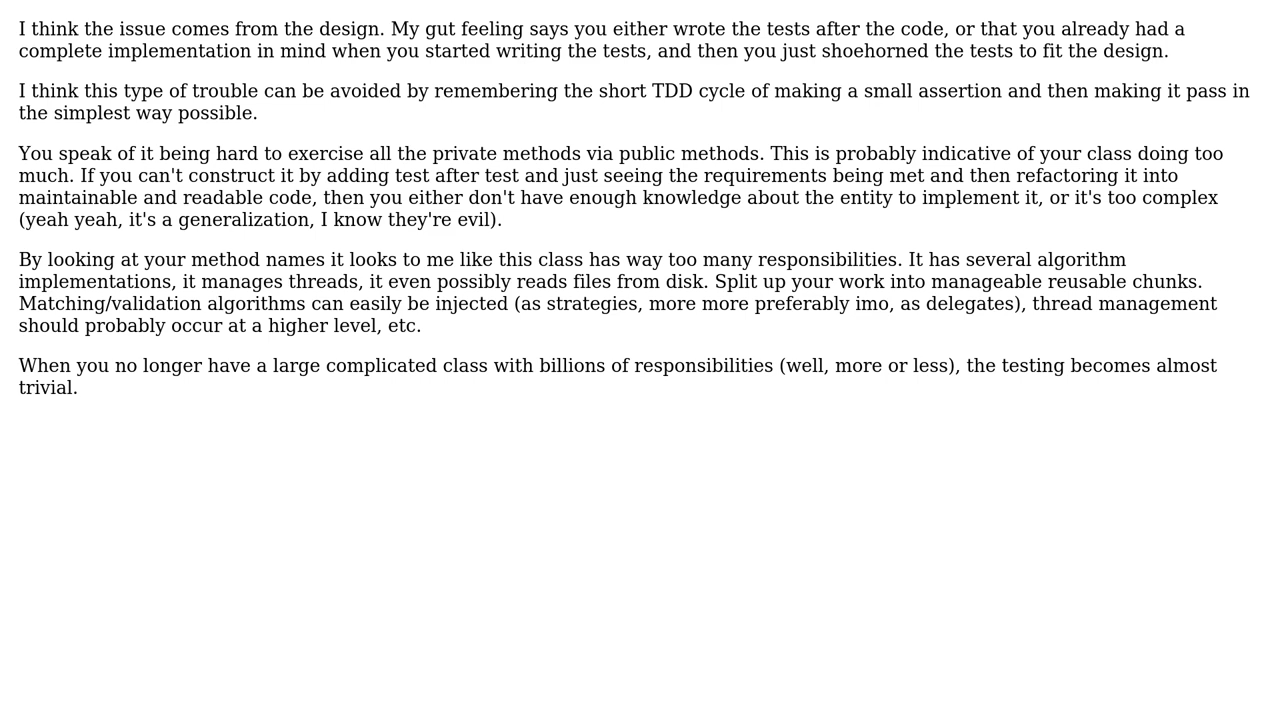 I think the issue comes from the design. My gut feeling says you either wrote the tests after the code, or that you already had a
complete implementation in mind when you started writing the tests, and then you just shoehorned the tests to fit the design.
I think this type of trouble can be avoided by remembering the short TDD cycle of making a small assertion and then making it pass in
the simplest way possible.
You speak of it being hard to exercise all the private methods via public methods. This is probably indicative of your class doing too
much. If you can't construct it by adding test after test and just seeing the requirements being met and then refactoring it into
maintainable and readable code, then you either don't have enough knowledge about the entity to implement it, or it's too complex
(yeah yeah, it's a generalization, I know they're evil).
By looking at your method names it looks to me like this class has way too many responsibilities. It has several algorithm
implementations, it manages threads, it even possibly reads files from disk. Split up your work into manageable reusable chunks.
Matching/validation algorithms can easily be injected (as strategies, more more preferably imo, as delegates), thread management
should probably occur at a higher level, etc.
When you no longer have a large complicated class with billions of responsibilities (well, more or less), the testing becomes almost
trivial.